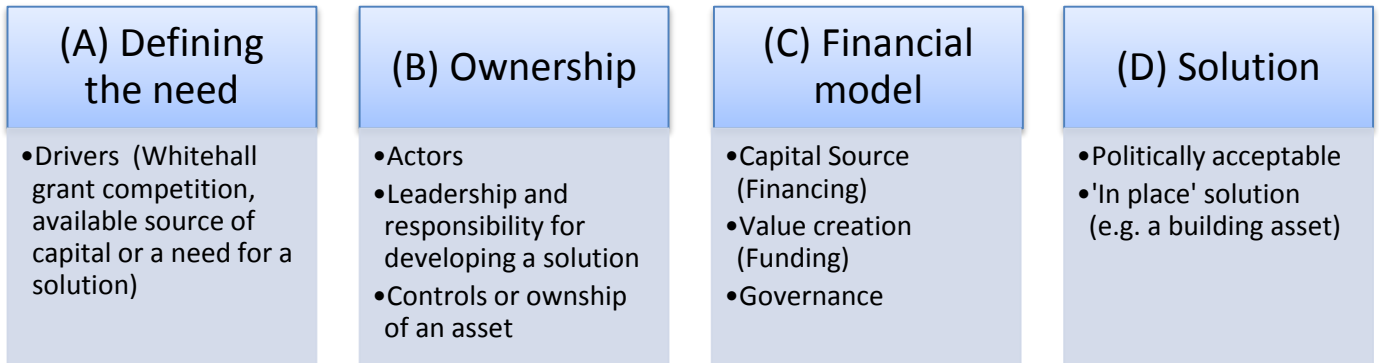 (A) Defining
the need
•Drivers (Whitehall
grant competition,
available source of
capital or a need for a
solution)
(B) Ownership
•Actors
•Leadership and
responsibility for
developing a solution
•Controls or ownship
of an asset
(C) Financial
model
•Capital Source
(Financing)
•Value creation
(Funding)
•Governance
(D) Solution
•Politically acceptable
•'In place' solution
(e.g. a building asset)